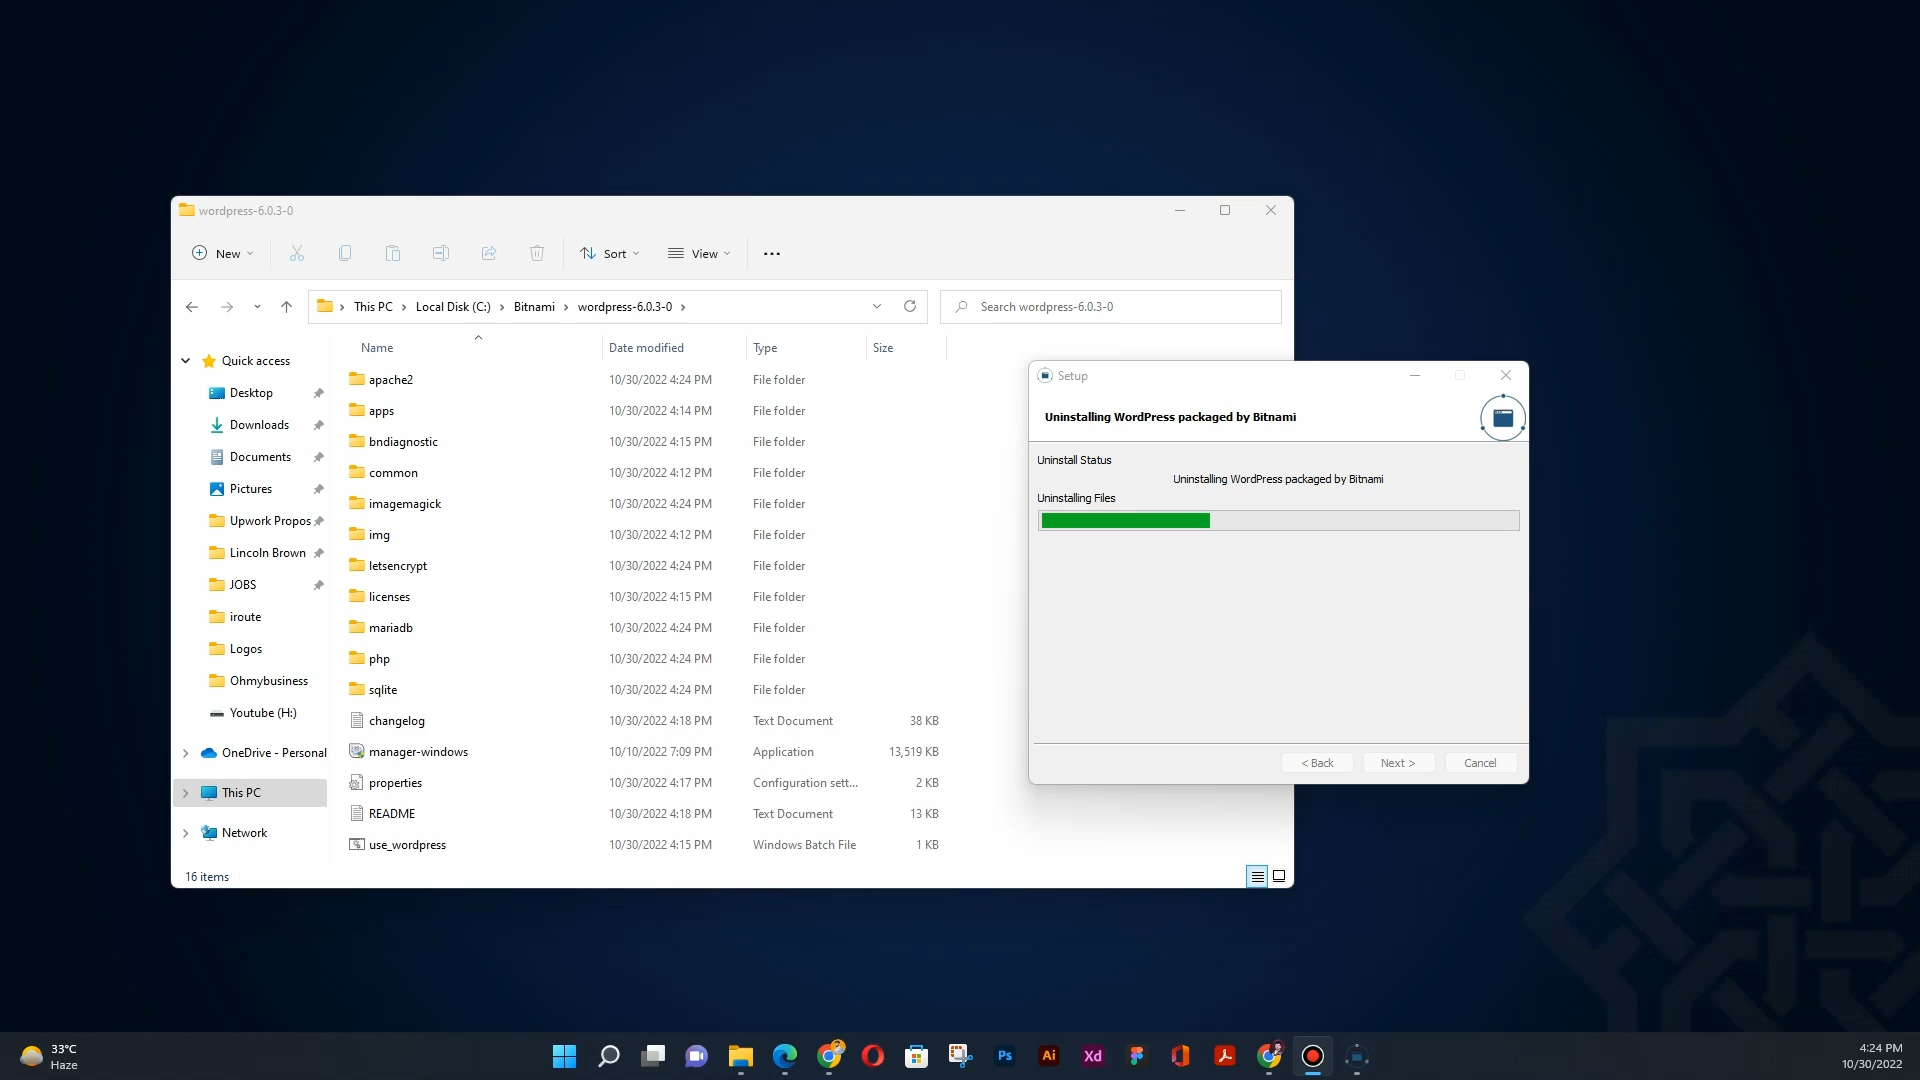 wordpress-6.0.3-0
New
Sort
View
This PC
Local Disk (C:)
Bitnami
wordpress-6.0.3-0
Search wordpress-6.0.3-0
Quick access
Desktop
Downloads
Documents
Pictures
Upwork Propos
Lincoln Brown
JOBS
iroute
Logos
Ohmybusiness
Youtube (H:)
OneDrive - Personal
This PC
Network
Name Date modified Type Size
apache2 10/30/2022 4:24 PM File folder
apps 10/30/2022 4:14 PM File folder
bndiagnostic 10/30/2022 4:15 PM File folder
common 10/30/2022 4:12 PM File folder
imagemagick 10/30/2022 4:24 PM File folder
img 10/30/2022 4:12 PM File folder
letsencrypt 10/30/2022 4:24 PM File folder
licenses 10/30/2022 4:15 PM File folder
mariadb 10/30/2022 4:24 PM File folder
php 10/30/2022 4:24 PM File folder
sqlite 10/30/2022 4:24 PM File folder
changelog 10/30/2022 4:18 PM Text Document 38 KB
manager-windows 10/10/2022 7:09 PM Application 13,519 KB
properties 10/30/2022 4:17 PM Configuration sett... 2 KB
README 10/30/2022 4:18 PM Text Document 13 KB
use_wordpress 10/30/2022 4:15 PM Windows Batch File 1 KB
16 items
Setup
Uninstalling WordPress packaged by Bitnami
Uninstall Status
Uninstalling WordPress packaged by Bitnami
Uninstalling Files
< Back
Next >
Cancel
33°C
Haze
Ps
Ai
Xd
4:24 PM
10/30/2022